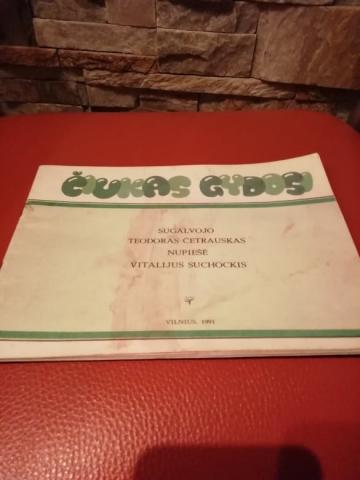 ČIUKAS GYDOSI
SUGALVOJO
TEODORAS ČETRAUSKAS
NUPIEŠĖ
VITALIJUS SUCHOCKIS
VILNIUS, 1991